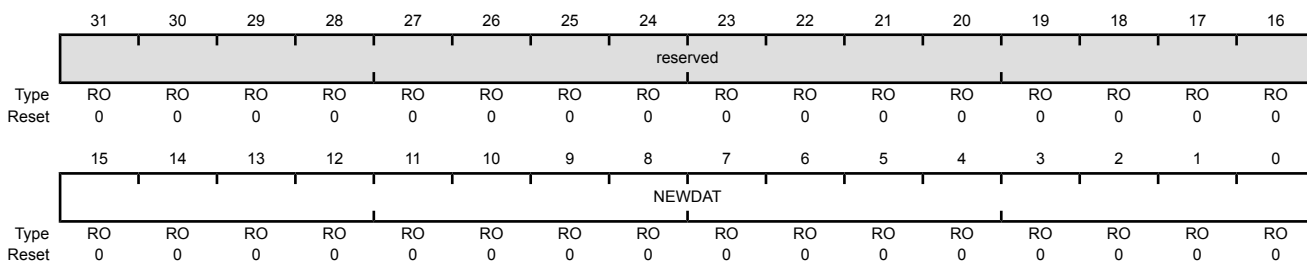 31 30 29 28 27 26 25 24 23 22 21 20 19 18 17 16
reserved
Type RO RO RO RO RO RO RO RO RO RO RO RO RO RO RO RO
Reset 0 0 0 0 0 0 0 0 0 0 0 0 0 0 0 0
15 14 13 12 11 10 9 8 7 6 5 4 3 2 1 0
NEWDAT
Type RO RO RO RO RO RO RO RO RO RO RO RO RO RO RO RO
Reset 0 0 0 0 0 0 0 0 0 0 0 0 0 0 0 0